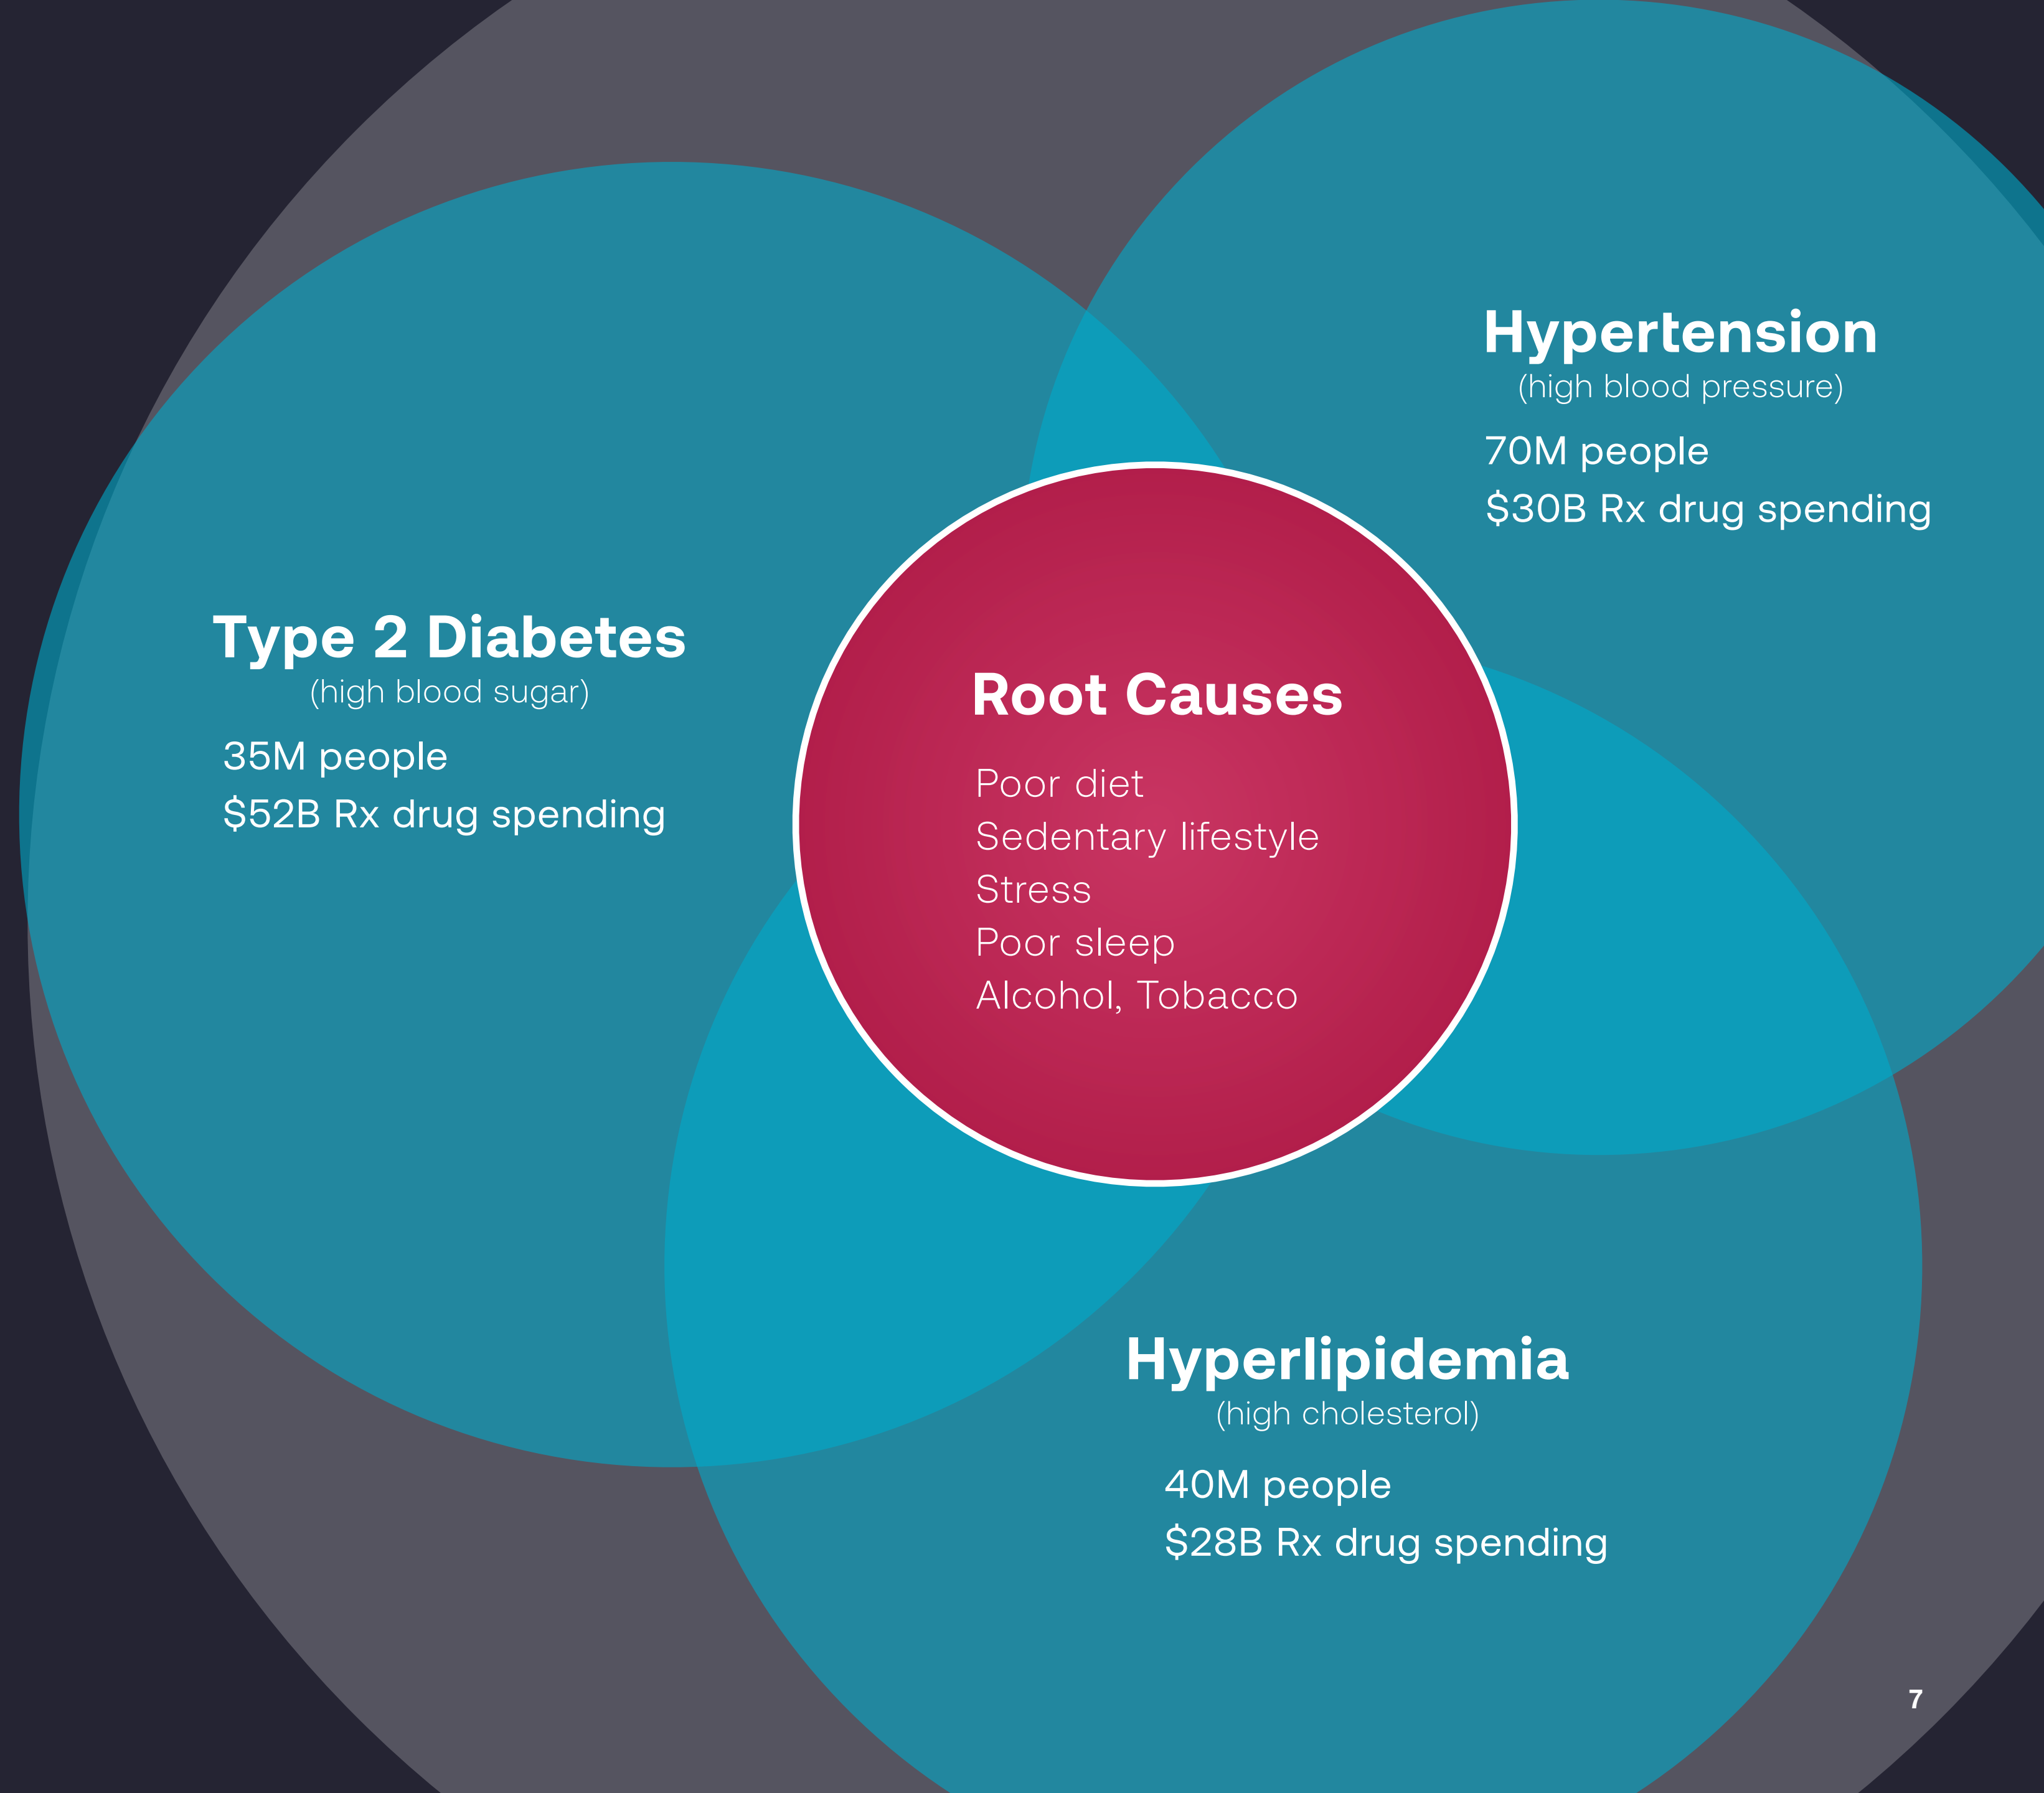 Hypertension
(high blood pressure)
70M people
$30B Rx drug spending
Type 2 Diabetes
(high blood sugar)
35M people
$52B Rx drug spending
Root Causes
Poor diet
Sedentary lifestyle
Stress
Poor sleep
Alcohol, Tobacco
Hyperlipidemia
(high cholesterol)
40M people
$28B Rx drug spending
7